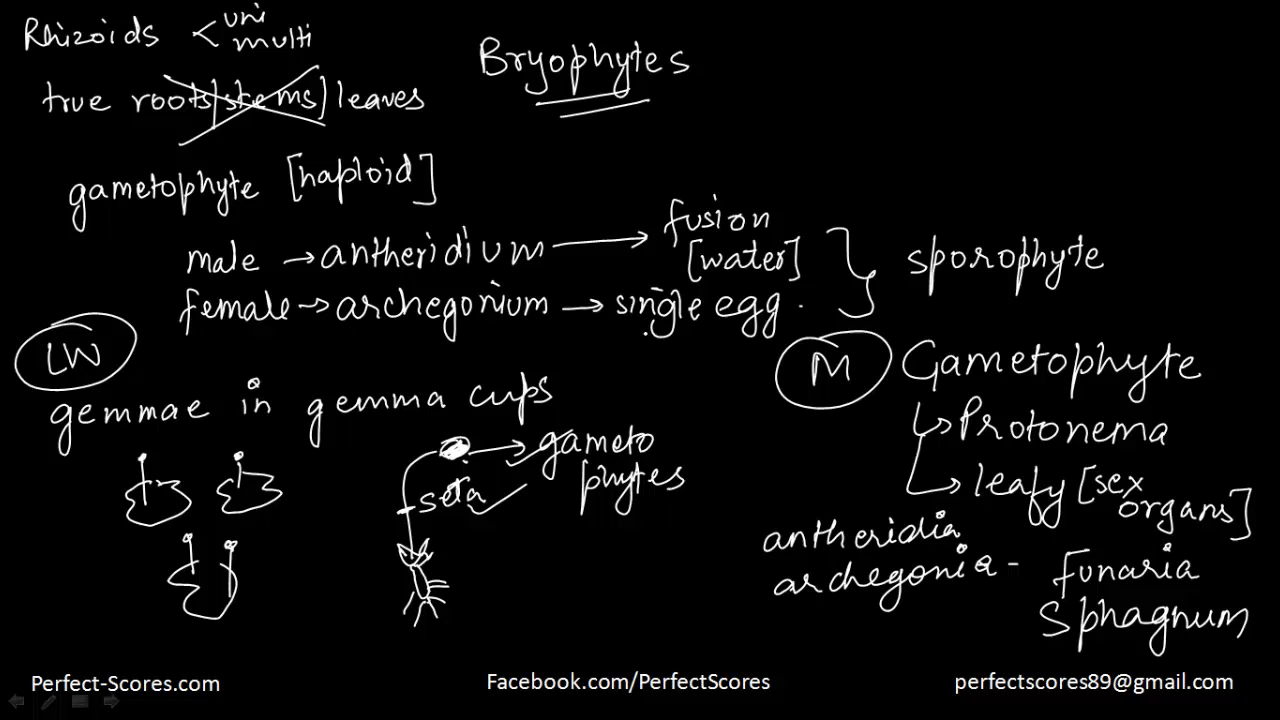 Rhizoids < uni
multi
Bryophytes
true roots|stems|leaves
gametophyte [haploid]
male → antheridium → fusion
[water]
female → archegonium → single egg.
} sporophyte
LW
gemmae in gemma cups
gameto
phytes
seta
M
Gametophyte
↳ Protonema
↳ leafy [sex
organs]
antheridia
archegonia -
Funaria
Sphagnum
Perfect-Scores.com
Facebook.com/PerfectScores
perfectscores89@gmail.com